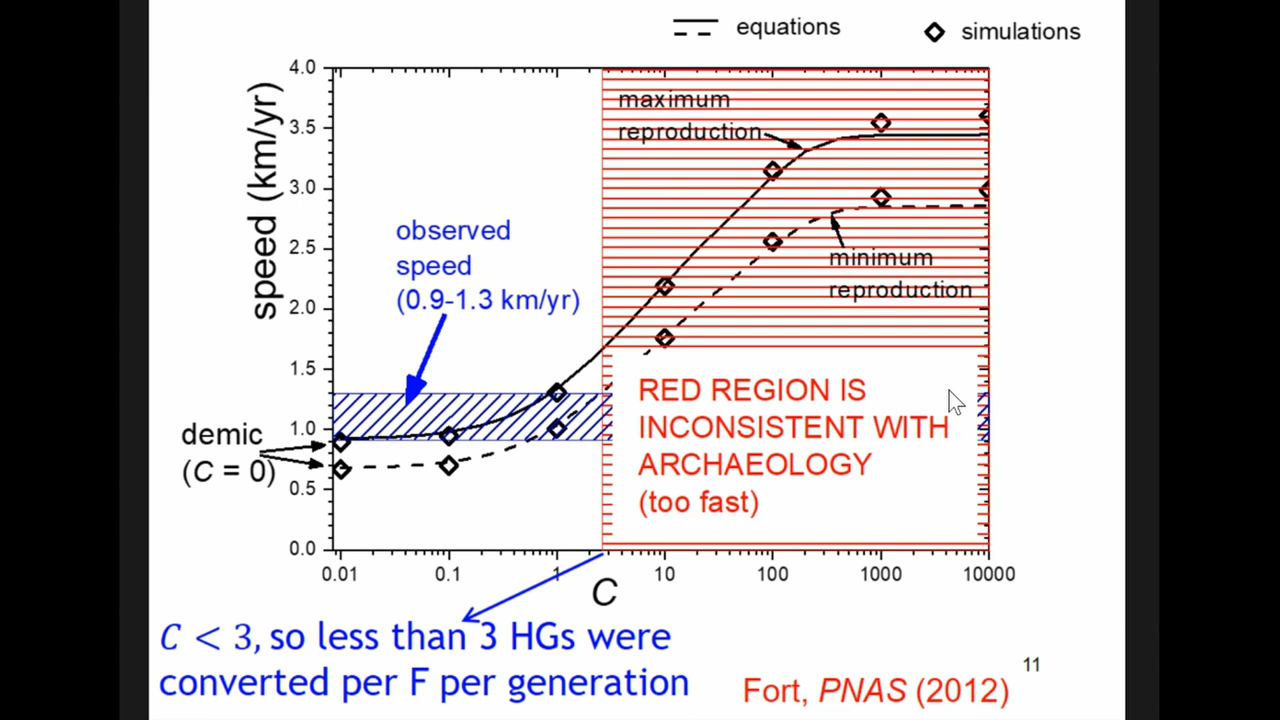 equations
simulations
4.0
3.5
3.0
2.5
2.0
1.5
1.0
0.5
0.0
speed (km/yr)
maximum
reproduction
observed
speed
(0.9-1.3 km/yr)
minimum
reproduction
demic
(C = 0)
RED REGION IS
INCONSISTENT WITH
ARCHAEOLOGY
(too fast)
0.01 0.1 1 10 100 1000 10000
C
C < 3, so less than 3 HGs were
converted per F per generation
11
Fort, PNAS (2012)